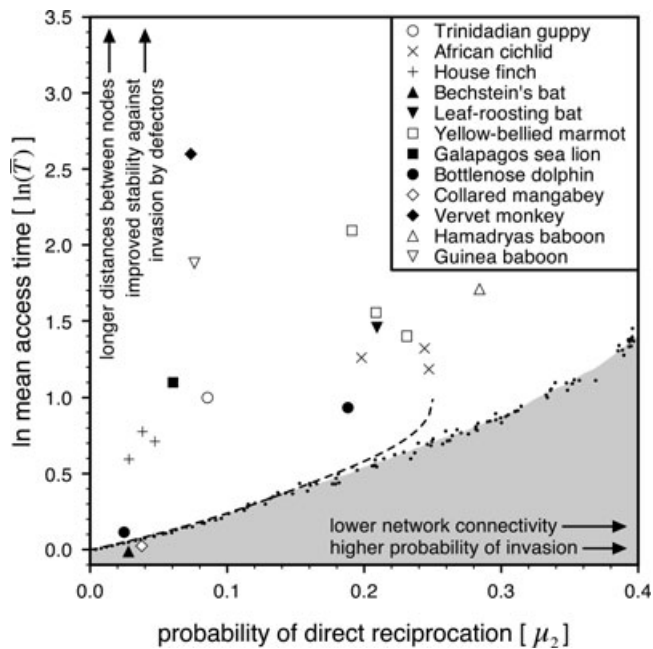 3.5
3.0
2.5
2.0
1.5
1.0
0.5
0.0
ln mean access time [ ln(T̅) ]
longer distances between nodes
improved stability against
invasion by defectors
Trinidadian guppy
African cichlid
House finch
Bechstein's bat
Leaf-roosting bat
Yellow-bellied marmot
Galapagos sea lion
Bottlenose dolphin
Collared mangabey
Vervet monkey
Hamadryas baboon
Guinea baboon
lower network connectivity
higher probability of invasion
0.0 0.1 0.2 0.3 0.4
probability of direct reciprocation [ μ₂ ]